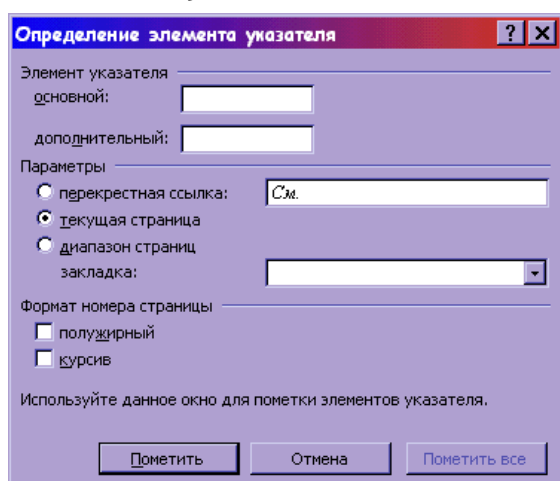 Определение элемента указателя
Элемент указателя
основной:
дополнительный:
Параметры
перекрестная ссылка: См.
текущая страница
диапазон страниц
закладка:
Формат номера страницы
полужирный
курсив
Используйте данное окно для пометки элементов указателя.
Пометить Отмена Пометить все